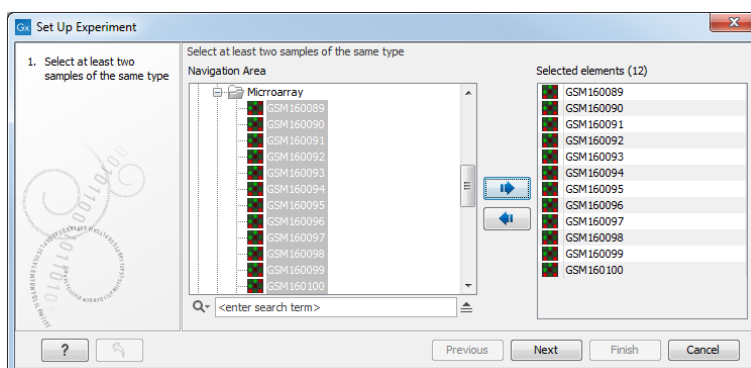 Gx Set Up Experiment
1. Select at least two
samples of the same type
Select at least two samples of the same type
Navigation Area
Micrroarray
GSM160089
GSM160090
GSM160091
GSM160092
GSM160093
GSM160094
GSM160095
GSM160096
GSM160097
GSM160098
GSM160099
GSM160100
<enter search term>
Selected elements (12)
GSM160089
GSM160090
GSM160091
GSM160092
GSM160093
GSM160094
GSM160095
GSM160096
GSM160097
GSM160098
GSM160099
GSM160100
?
Previous
Next
Finish
Cancel